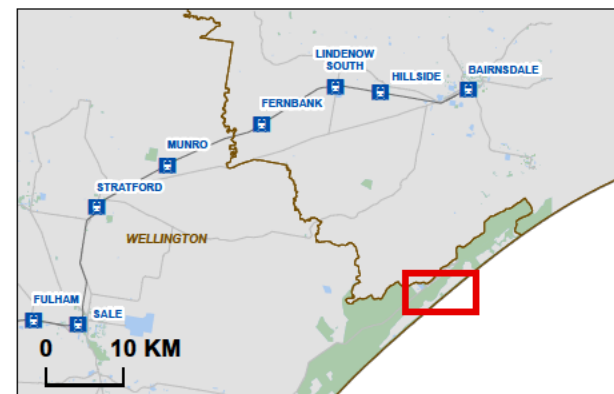 LINDENOW
SOUTH
HILLSIDE
BAIRNSDALE
FERNBANK
MUNRO
STRATFORD
WELLINGTON
FULHAM
SALE
0 10 KM